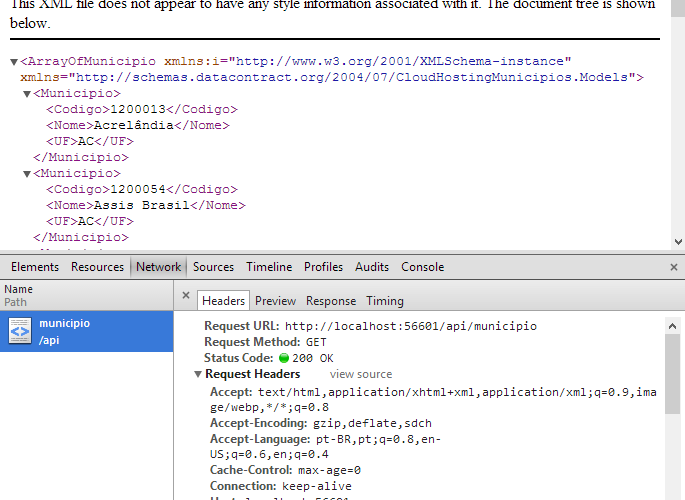 This XML file does not appear to have any style information associated with it. The document tree is shown
below.
▼<ArrayOfMunicipio xmlns:i="http://www.w3.org/2001/XMLSchema-instance"
xmlns="http://schemas.datacontract.org/2004/07/CloudHostingMunicipios.Models">
▼<Municipio>
<Codigo>1200013</Codigo>
<Nome>Acrelândia</Nome>
<UF>AC</UF>
</Municipio>
▼<Municipio>
<Codigo>1200054</Codigo>
<Nome>Assis Brasil</Nome>
<UF>AC</UF>
</Municipio>
Elements Resources Network Sources Timeline Profiles Audits Console ×
Name
Path
municipio
/api
× Headers Preview Response Timing
Request URL: http://localhost:56601/api/municipio
Request Method: GET
Status Code: 200 OK
▼Request Headers view source
Accept: text/html,application/xhtml+xml,application/xml;q=0.9,ima
ge/webp,*/*;q=0.8
Accept-Encoding: gzip,deflate,sdch
Accept-Language: pt-BR,pt;q=0.8,en-
US;q=0.6,en;q=0.4
Cache-Control: max-age=0
Connection: keep-alive
Host: localhost:56601